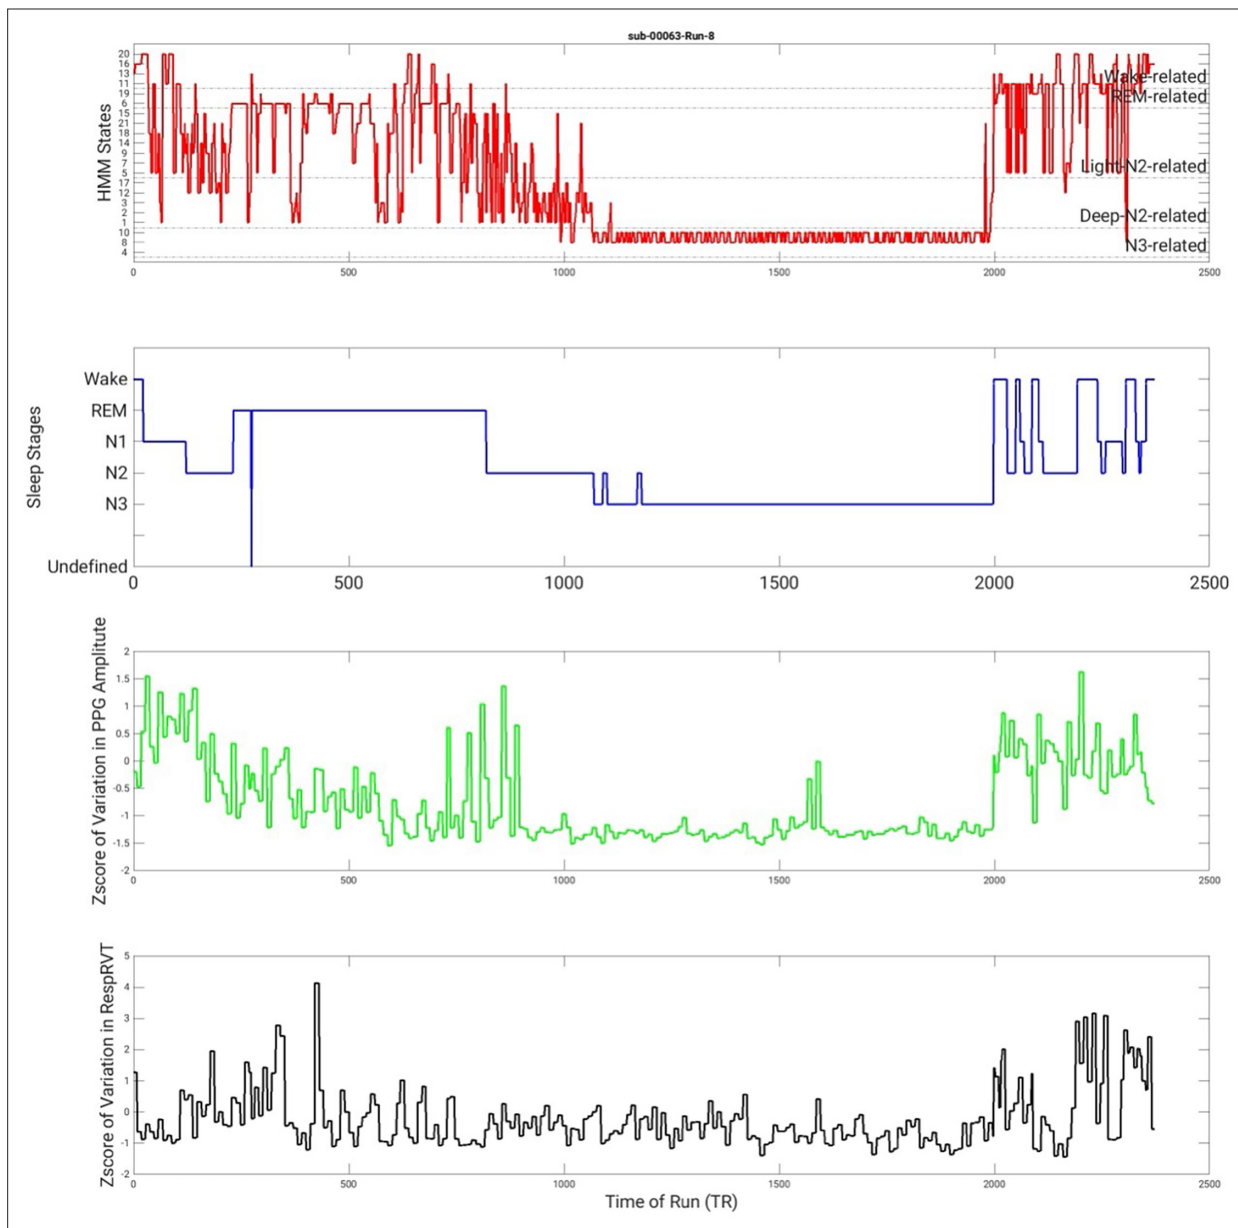 sub-00063-Run-8
HMM States
20
16
13
11
19
6
15
21
18
14
9
7
5
17
12
3
2
1
10
8
4
Wake-related
REM-related
Light-N2-related
Deep-N2-related
N3-related
0 500 1000 1500 2000 2500
Sleep Stages
Wake
REM
N1
N2
N3
Undefined
0 500 1000 1500 2000 2500
Zscore of Variation in PPG Amplitude
2
1.5
1
0.5
0
-0.5
-1
-1.5
-2
0 500 1000 1500 2000 2500
Zscore of Variation in RespRVT
5
4
3
2
1
0
-1
-2
0 500 1000 1500 2000 2500
Time of Run (TR)